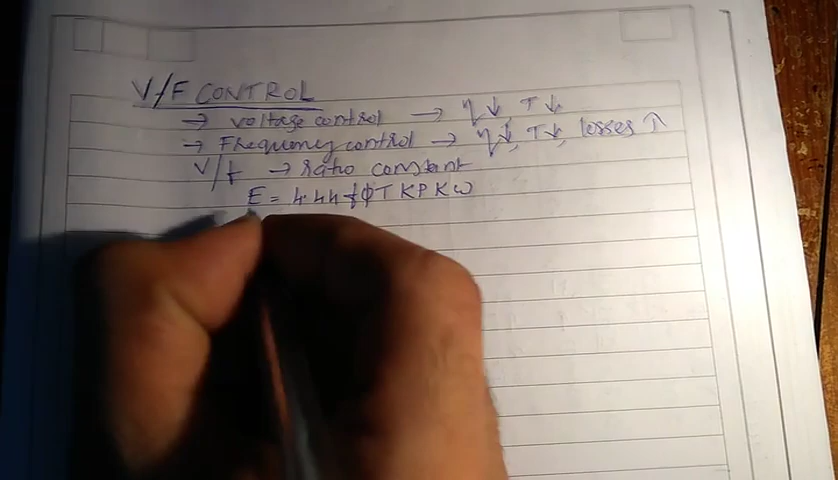 V/F CONTROL
→ voltage control → η↓, T↓
→ Frequency control → η↓, T↓, losses ↑
V/f → ratio constant
E = 4.44 f Φ T KP KW